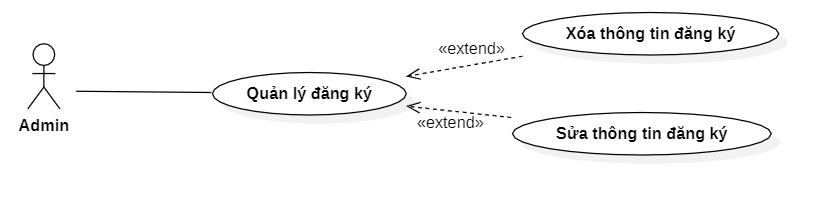 Xóa thông tin đăng ký
«extend»
Quản lý đăng ký
Admin
«extend»
Sửa thông tin đăng ký